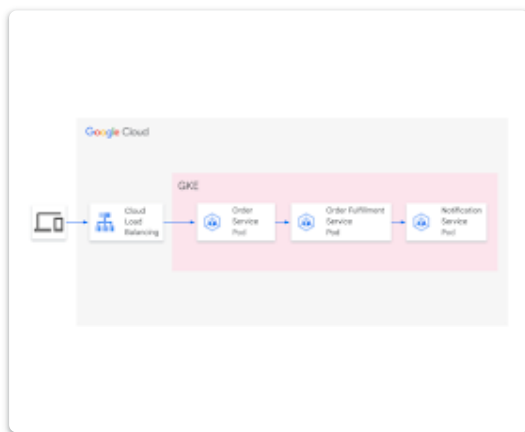 Google Cloud
GKE
Cloud
Load
Balancing
Order
Service
Pod
Order Fulfillment
Service
Pod
Notification
Service
Pod